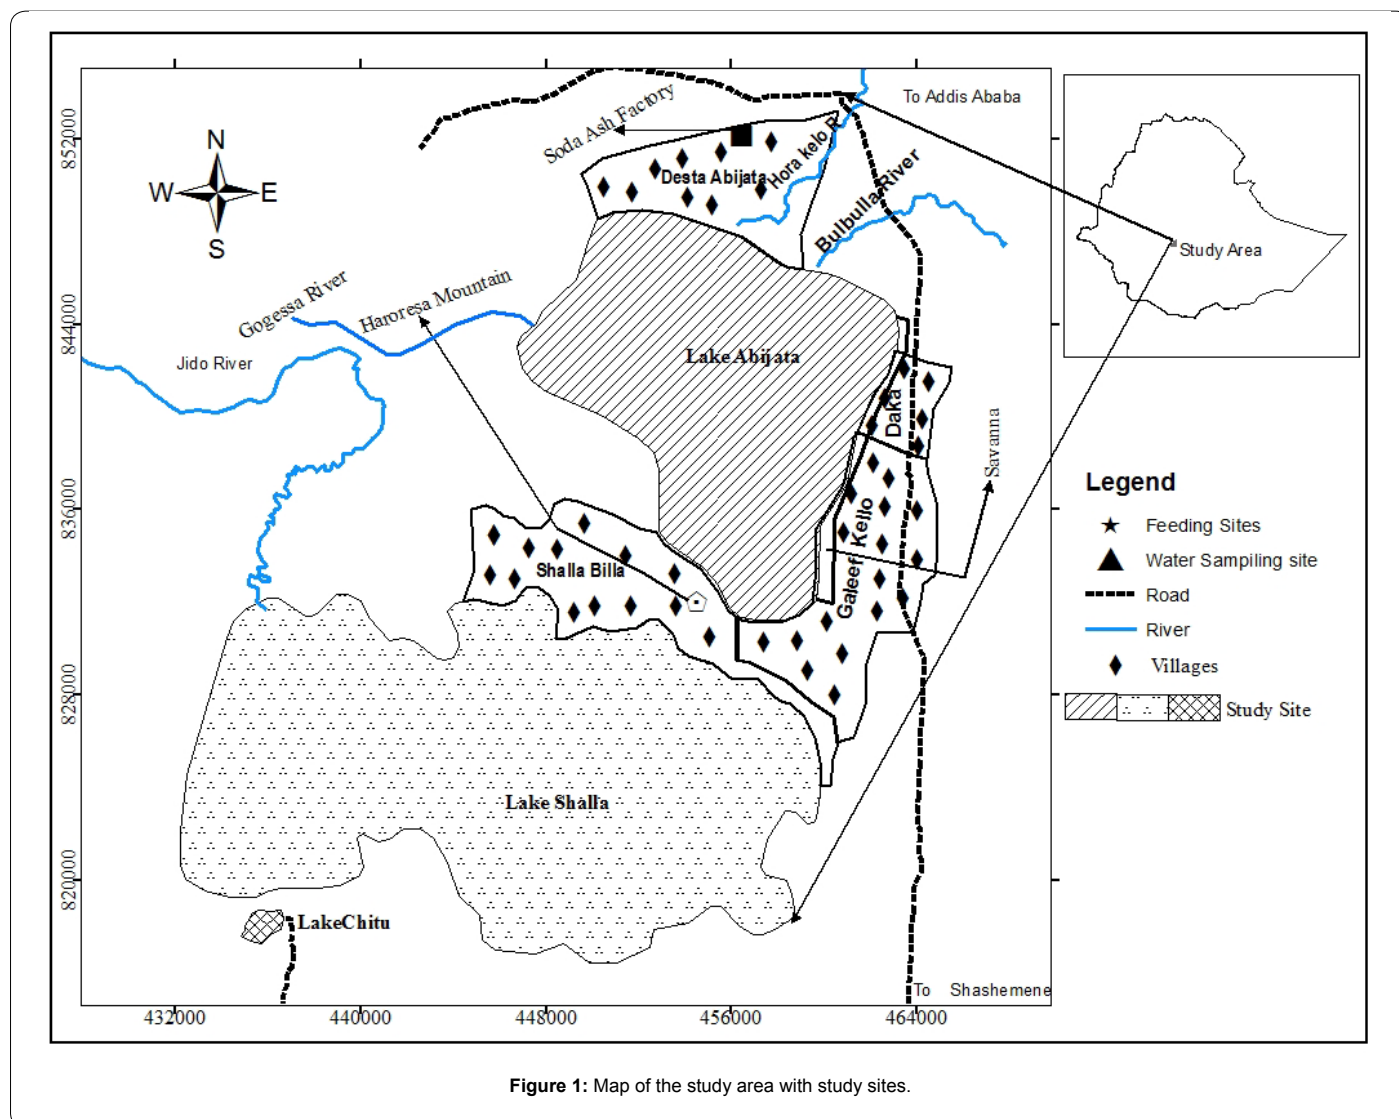 To Addis Ababa
Soda Ash Factory
852000
Hora kelo R
Desta Abijata
N
W E
S
Bulbulla River
Study Area
Gogessa River
Haroresa Mountain
844000
Jido River
Lake Abijata
Daka
Savanna
Legend
Feeding Sites
Water Sampiling site
Road
River
Villages
Study Site
836000
Galeef Kello
Shalla Billa
828000
Lake Shalla
820000
LakeChitu
To Shashemene
432000 440000 448000 456000 464000
Figure 1: Map of the study area with study sites.